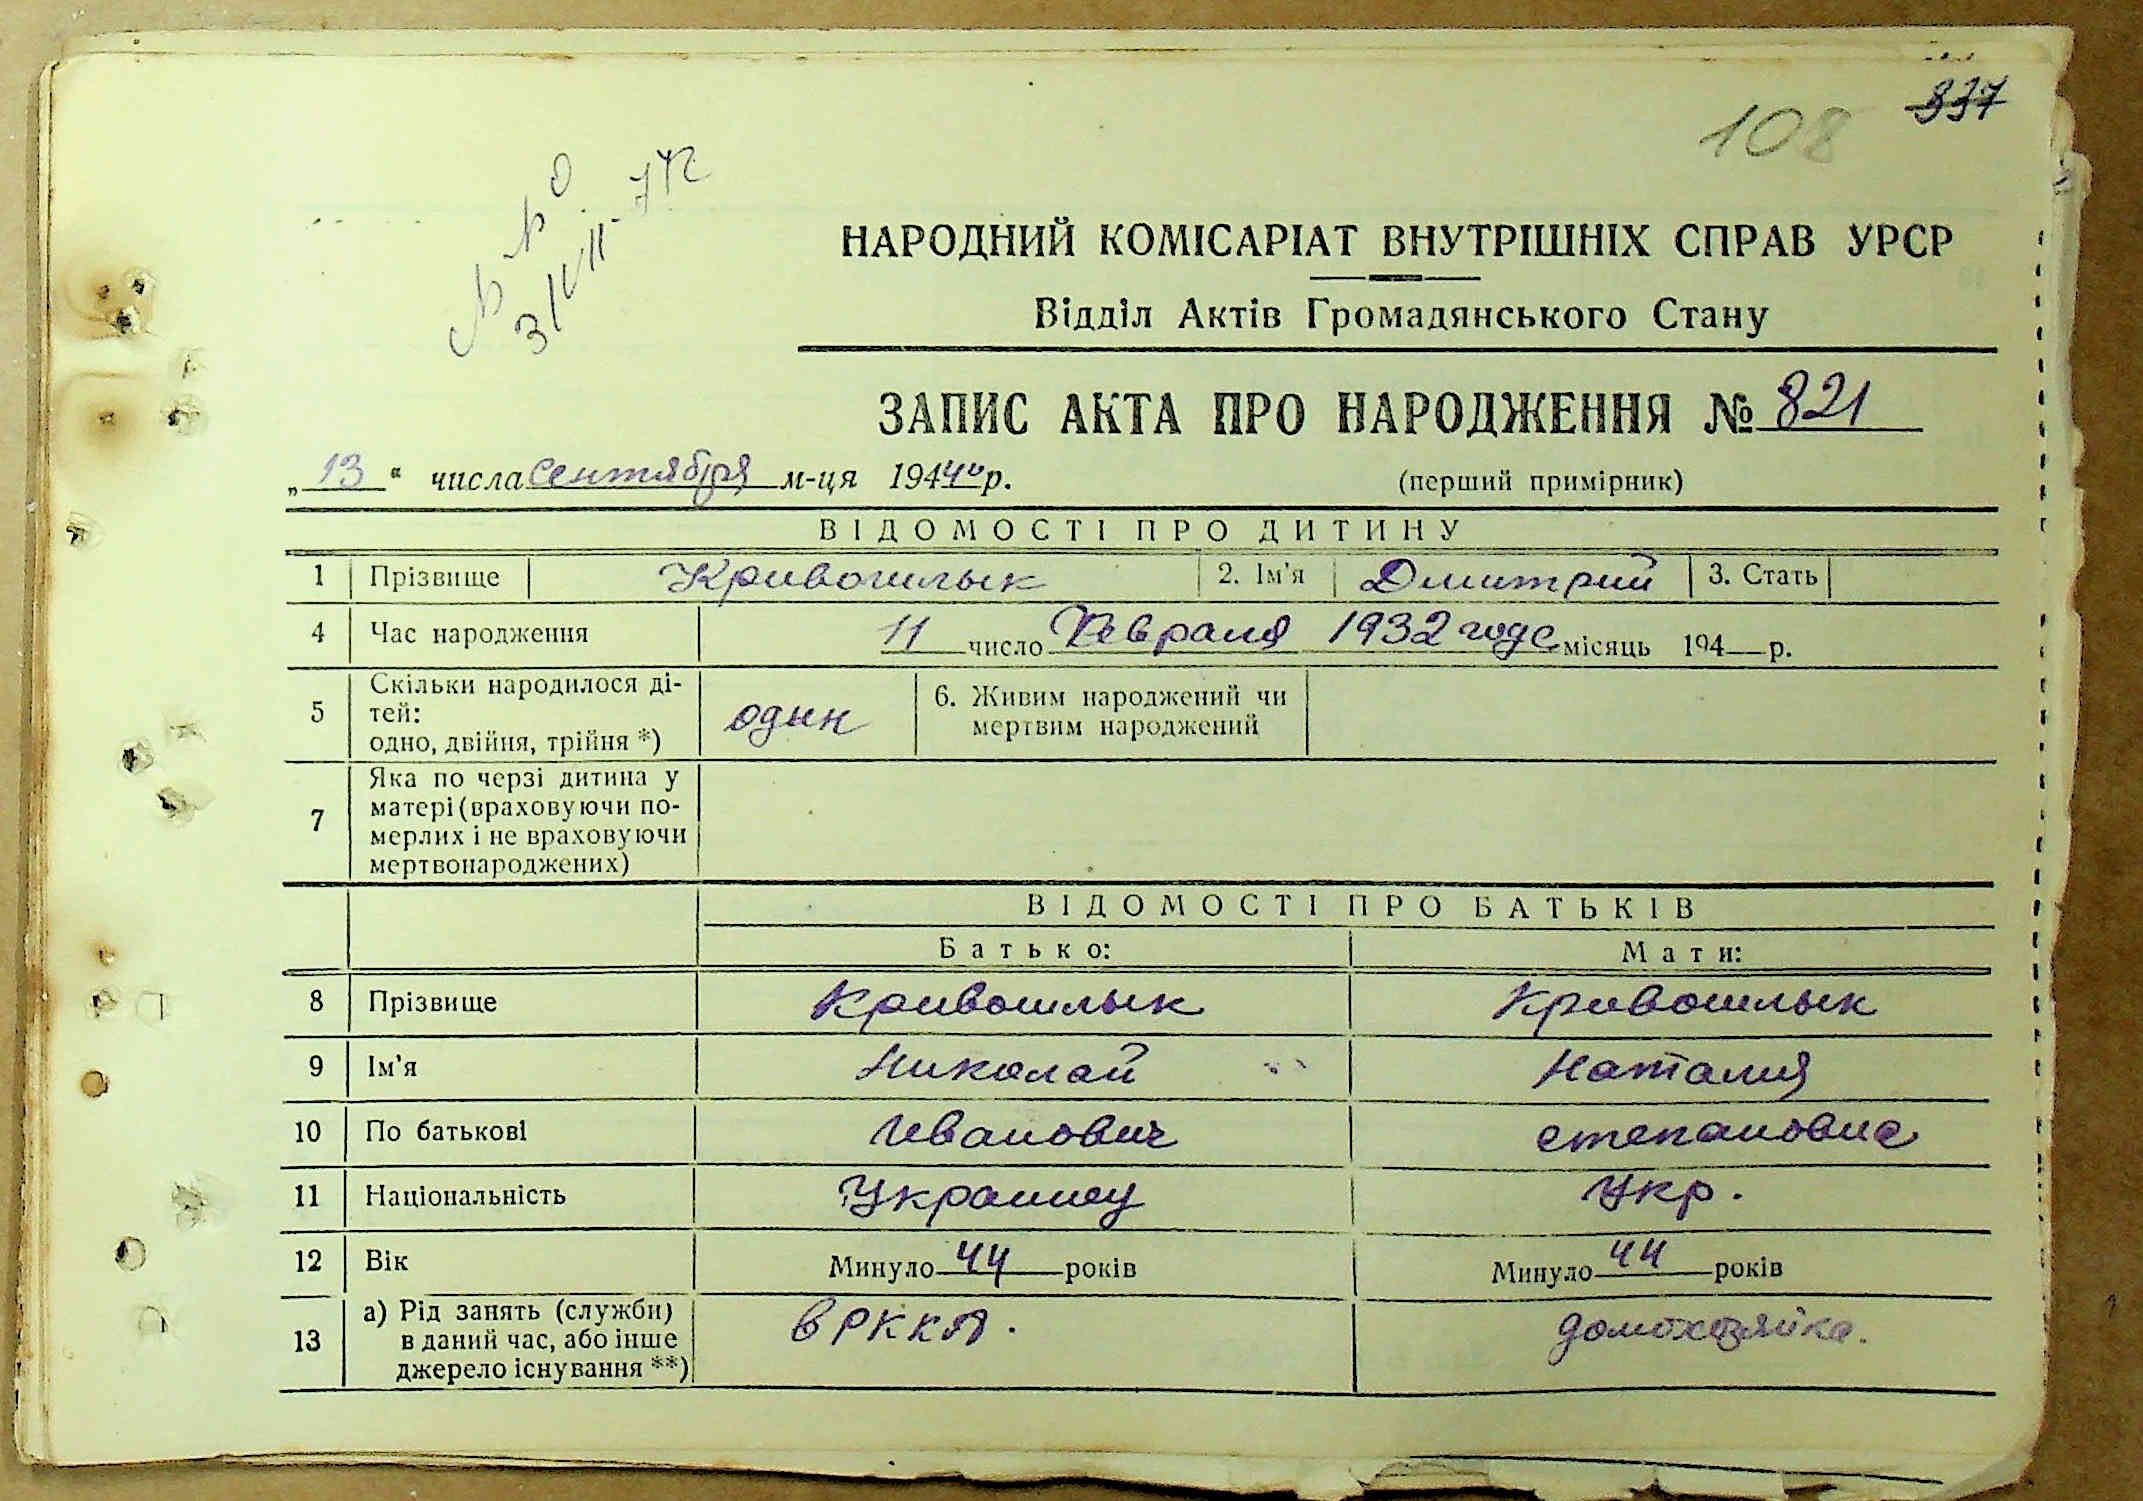 337
108
НАРОДНИЙ КОМІСАРІАТ ВНУТРІШНІХ СПРАВ УРСР
Відділ Актів Громадянського Стану
ЗАПИС АКТА ПРО НАРОДЖЕННЯ № 821
„13“ числа сентября м-ця 1944 р.
(перший примірник)
ВІДОМОСТІ ПРО ДИТИНУ
1 Прізвище Кривошлык 2. Ім'я Дмитрий 3. Стать
4 Час народження 11 число Февраля 1932 года місяць 194— р.
5 Скільки народилося ді-
тей:
одно, двійня, трійня *)
один
6. Живим народжений чи
мертвим народжений
7 Яка по черзі дитина у
матері (враховуючи по-
мерлих і не враховуючи
мертвонароджених)
ВІДОМОСТІ ПРО БАТЬКІВ
Батько: Мати:
8 Прізвище Кривошлык Кривошлык
9 Ім'я Николай Наталия
10 По батькові Иванович степановна
11 Національність Украинец Укр.
12 Вік Минуло 44 років Минуло 44 років
13 а) Рід занять (служби)
в даний час, або інше
джерело існування **)
в РККА. домохозяйка.